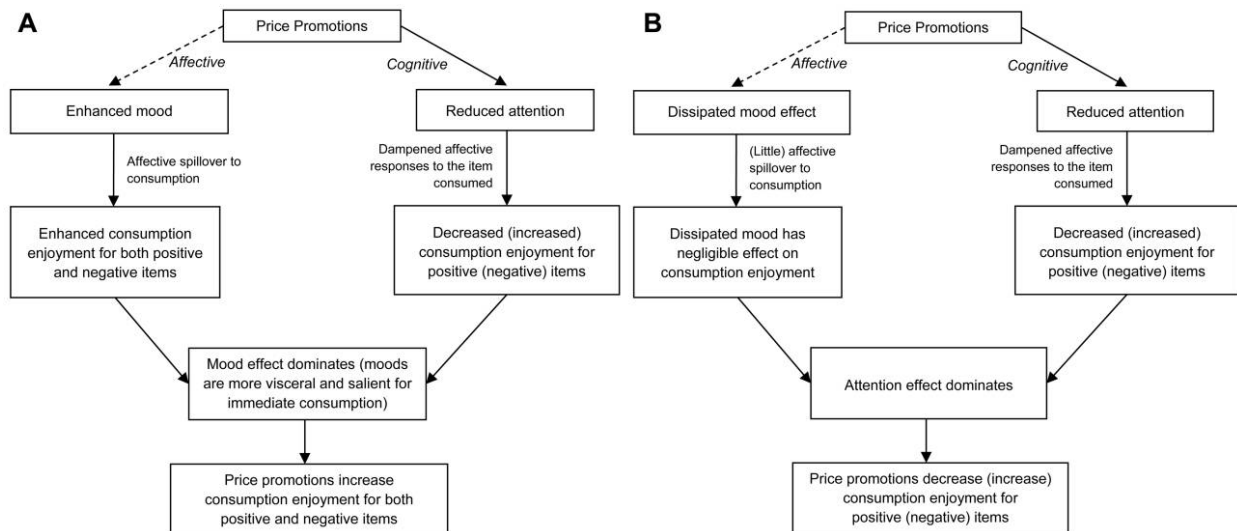 A
Price Promotions
Affective
Cognitive
Enhanced mood
Reduced attention
Affective spillover to
consumption
Dampened affective
responses to the item
consumed
Enhanced consumption
enjoyment for both positive
and negative items
Decreased (increased)
consumption enjoyment for
positive (negative) items
Mood effect dominates (moods
are more visceral and salient for
immediate consumption)
Price promotions increase
consumption enjoyment for both
positive and negative items
B
Price Promotions
Affective
Cognitive
Dissipated mood effect
Reduced attention
(Little) affective
spillover to
consumption
Dampened affective
responses to the item
consumed
Dissipated mood has
negligible effect on
consumption enjoyment
Decreased (increased)
consumption enjoyment for
positive (negative) items
Attention effect dominates
Price promotions decrease (increase)
consumption enjoyment for
positive (negative) items